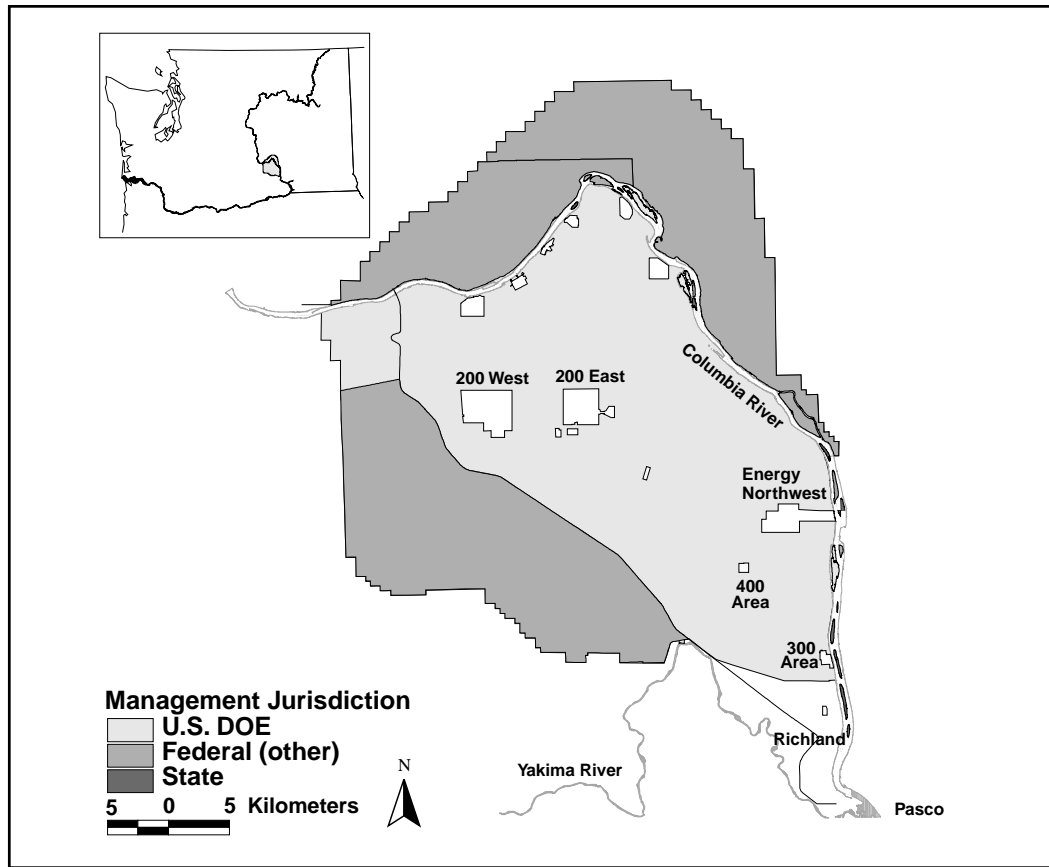 200 West
200 East
Columbia River
Energy
Northwest
400
Area
300
Area
Management Jurisdiction
U.S. DOE
Federal (other)
State
5 0 5 Kilometers
N
Richland
Yakima River
Pasco